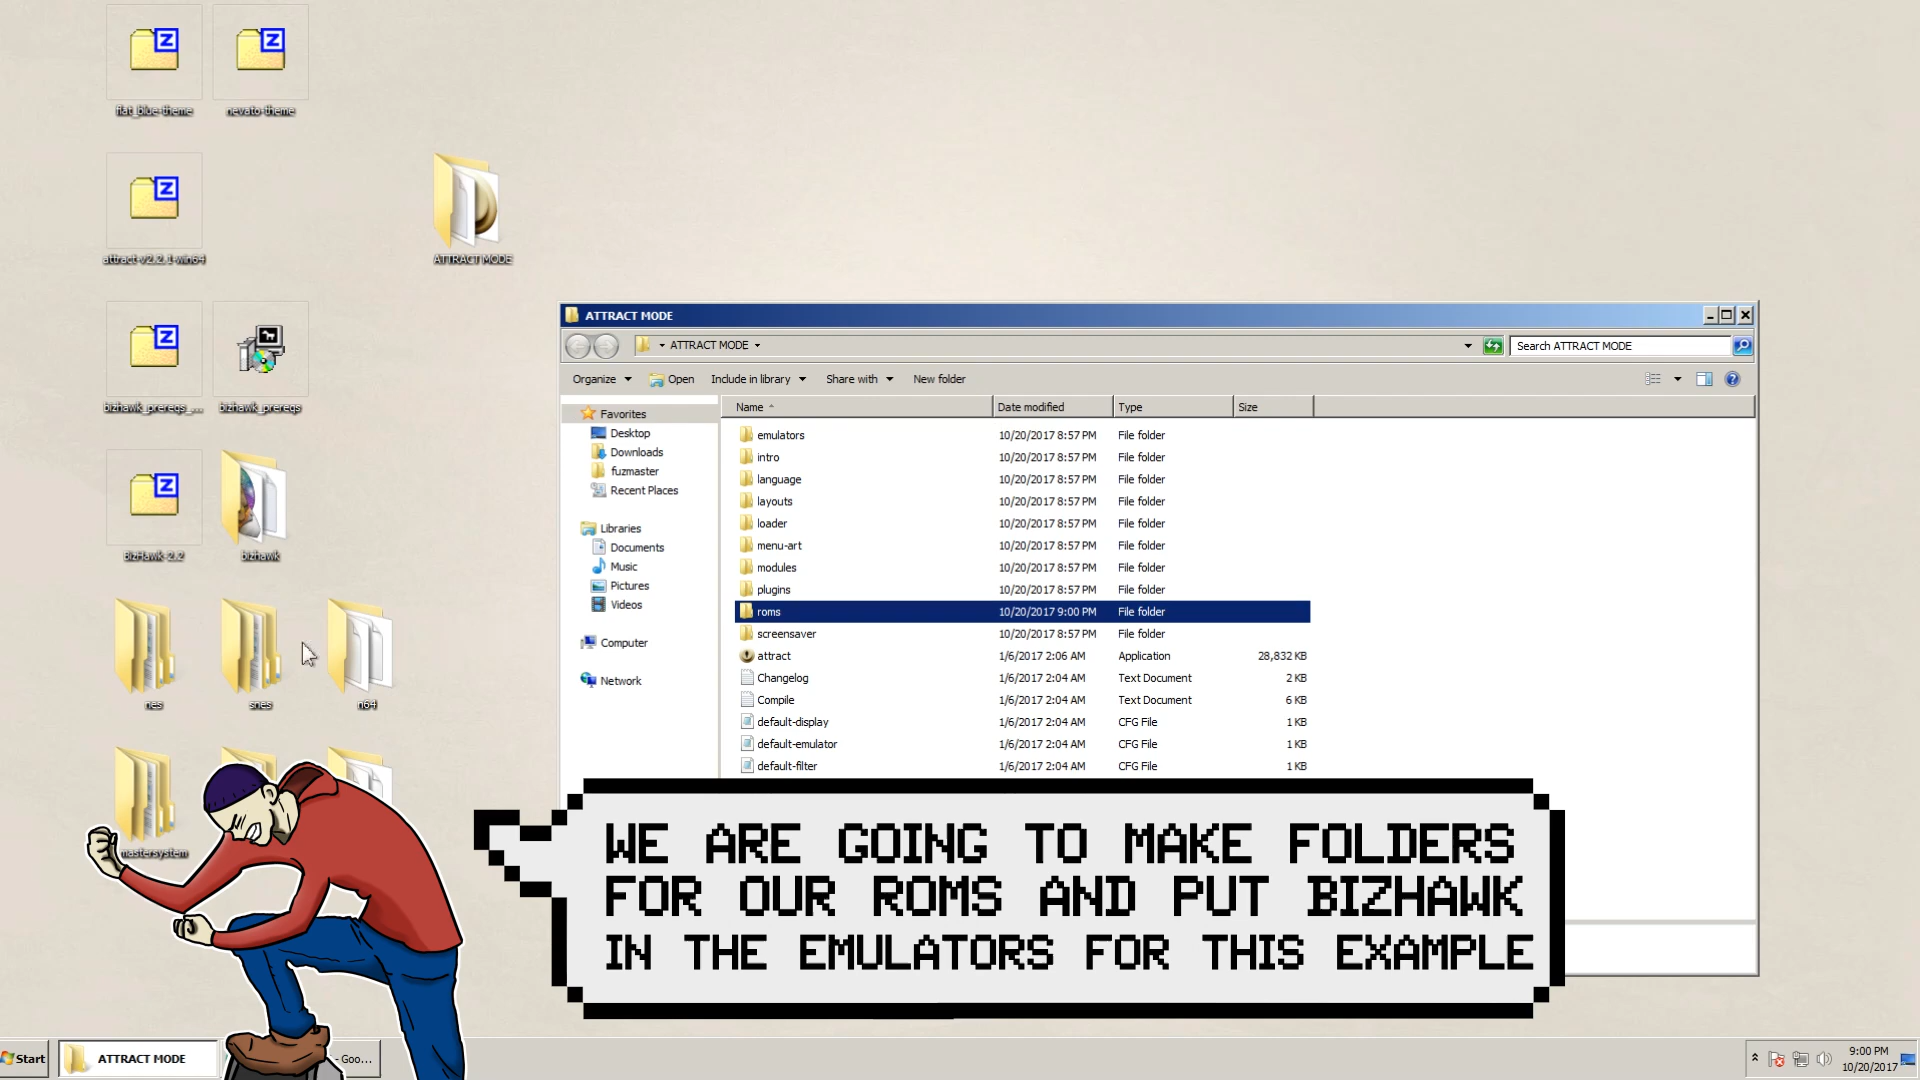 flat_blue-theme
nevato-theme
attract-v2.2.1-win64
ATTRACT MODE
bizhawk_prereqs_...
bizhawk_prereqs
BizHawk-2.2
bizhawk
nes
snes
n64
mastersystem
ATTRACT MODE
ATTRACT MODE
Search ATTRACT MODE
Organize
Open
Include in library
Share with
New folder
Favorites
Desktop
Downloads
fuzmaster
Recent Places
Libraries
Documents
Music
Pictures
Videos
Computer
Network
Name Date modified Type Size
emulators 10/20/2017 8:57 PM File folder
intro 10/20/2017 8:57 PM File folder
language 10/20/2017 8:57 PM File folder
layouts 10/20/2017 8:57 PM File folder
loader 10/20/2017 8:57 PM File folder
menu-art 10/20/2017 8:57 PM File folder
modules 10/20/2017 8:57 PM File folder
plugins 10/20/2017 8:57 PM File folder
roms 10/20/2017 9:00 PM File folder
screensaver 10/20/2017 8:57 PM File folder
attract 1/6/2017 2:06 AM Application 28,832 KB
Changelog 1/6/2017 2:04 AM Text Document 2 KB
Compile 1/6/2017 2:04 AM Text Document 6 KB
default-display 1/6/2017 2:04 AM CFG File 1 KB
default-emulator 1/6/2017 2:04 AM CFG File 1 KB
default-filter 1/6/2017 2:04 AM CFG File 1 KB
WE ARE GOING TO MAKE FOLDERS
FOR OUR ROMS AND PUT BIZHAWK
IN THE EMULATORS FOR THIS EXAMPLE
Start
ATTRACT MODE
- Goo...
9:00 PM
10/20/2017